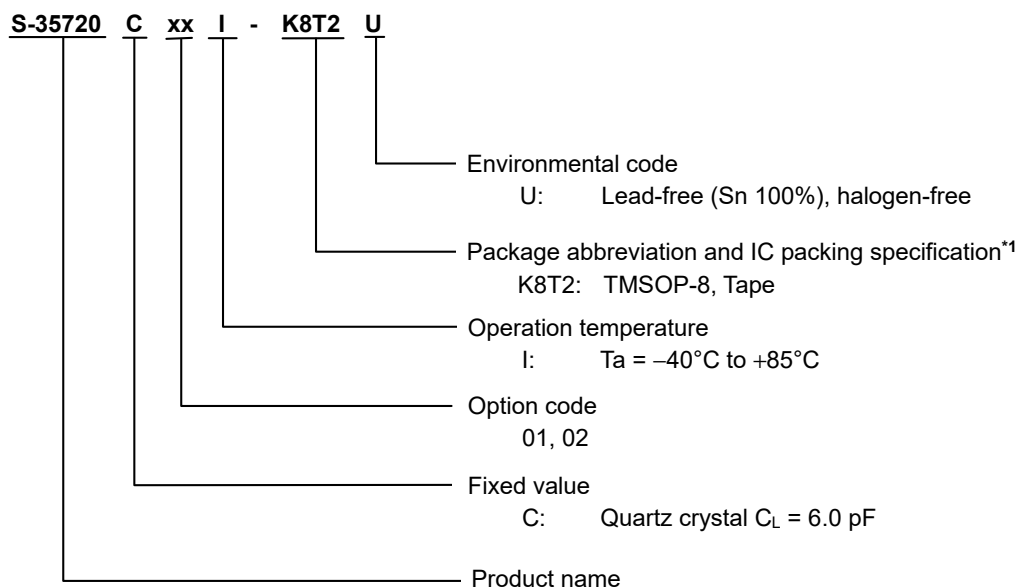 S-35720 C xx I - K8T2 U
Environmental code
U: Lead-free (Sn 100%), halogen-free
Package abbreviation and IC packing specification*1
K8T2: TMSOP-8, Tape
Operation temperature
I: Ta = −40°C to +85°C
Option code
01, 02
Fixed value
C: Quartz crystal CL = 6.0 pF
Product name